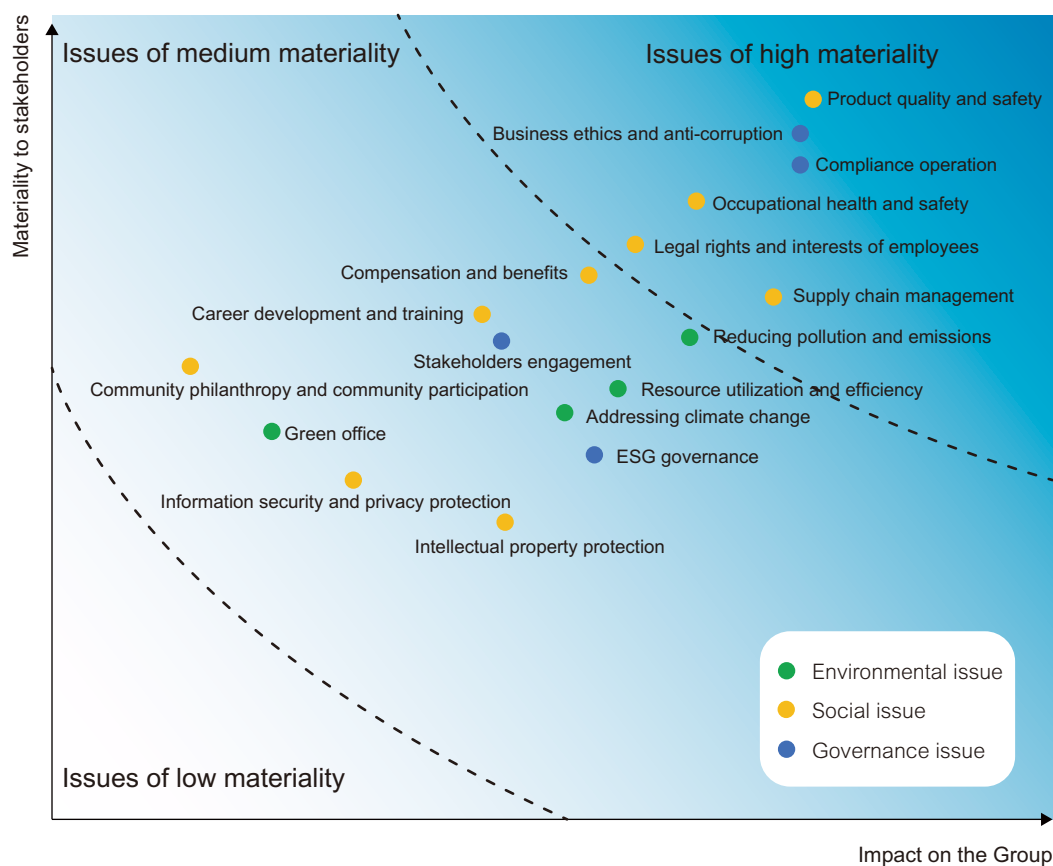 Materiality to stakeholders
Issues of medium materiality
Issues of high materiality
Product quality and safety
Business ethics and anti-corruption
Compliance operation
Occupational health and safety
Legal rights and interests of employees
Compensation and benefits
Supply chain management
Career development and training
Reducing pollution and emissions
Stakeholders engagement
Community philanthropy and community participation
Resource utilization and efficiency
Addressing climate change
Green office
ESG governance
Information security and privacy protection
Intellectual property protection
Environmental issue
Social issue
Governance issue
Issues of low materiality
Impact on the Group